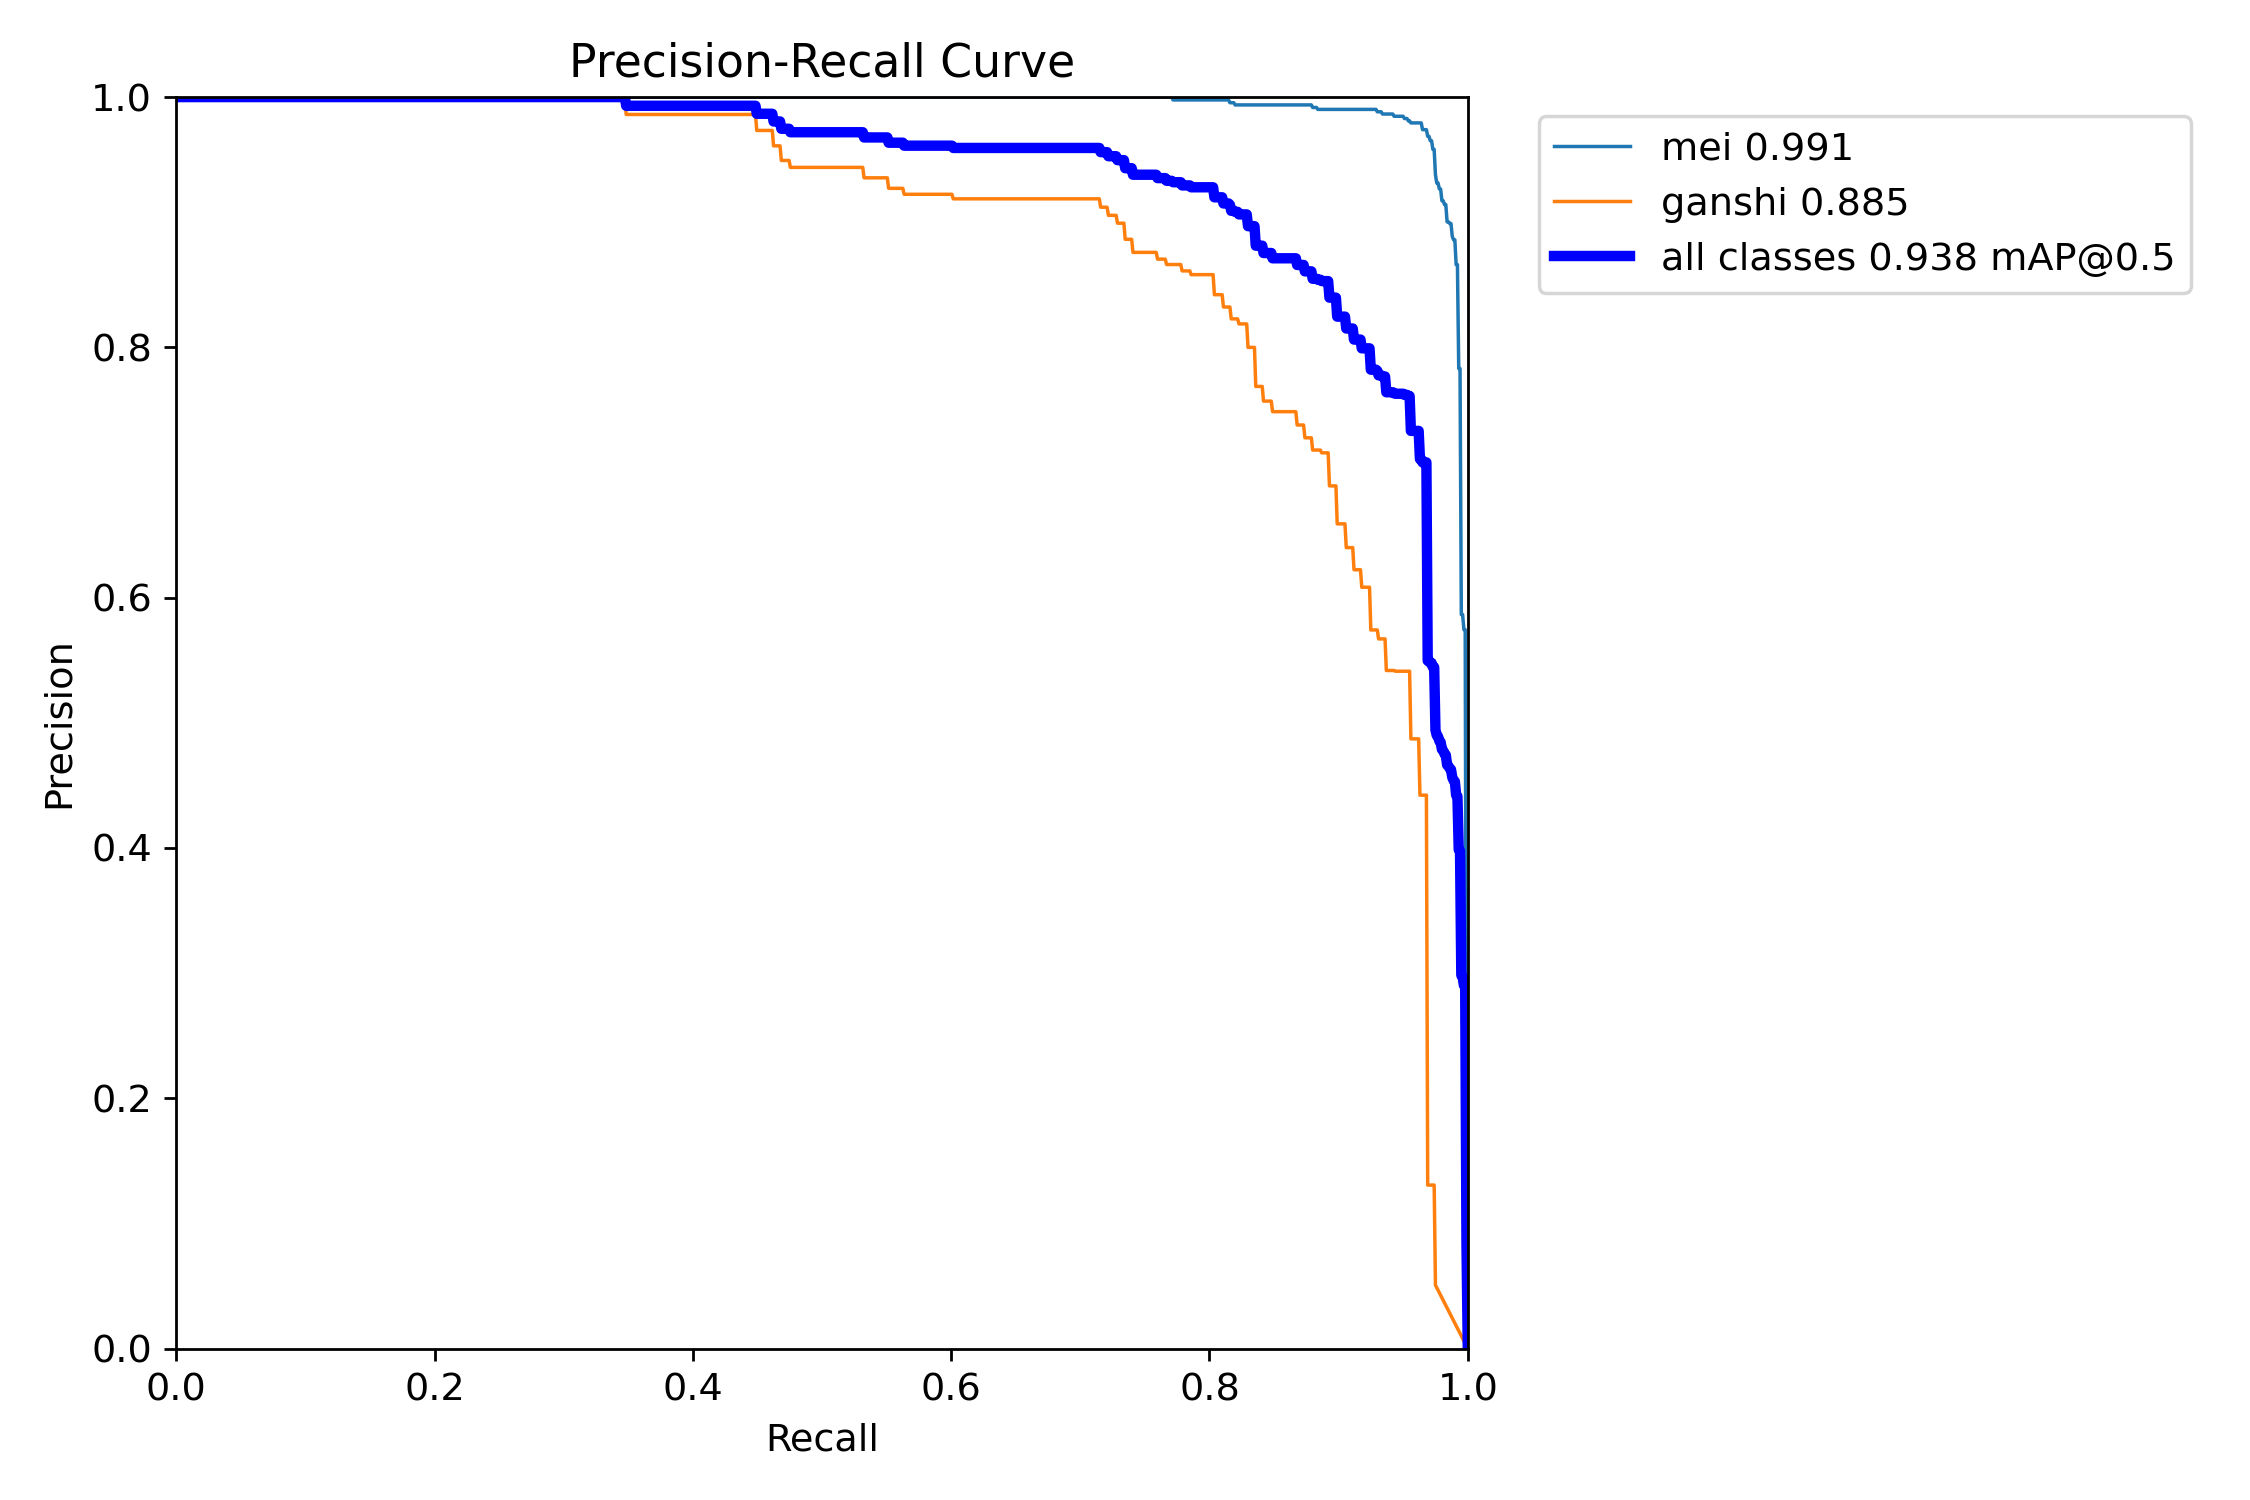 Precision-Recall Curve
1.0
0.8
0.6
0.4
0.2
0.0
Precision
0.0 0.2 0.4 0.6 0.8 1.0
Recall
mei 0.991
ganshi 0.885
all classes 0.938 mAP@0.5